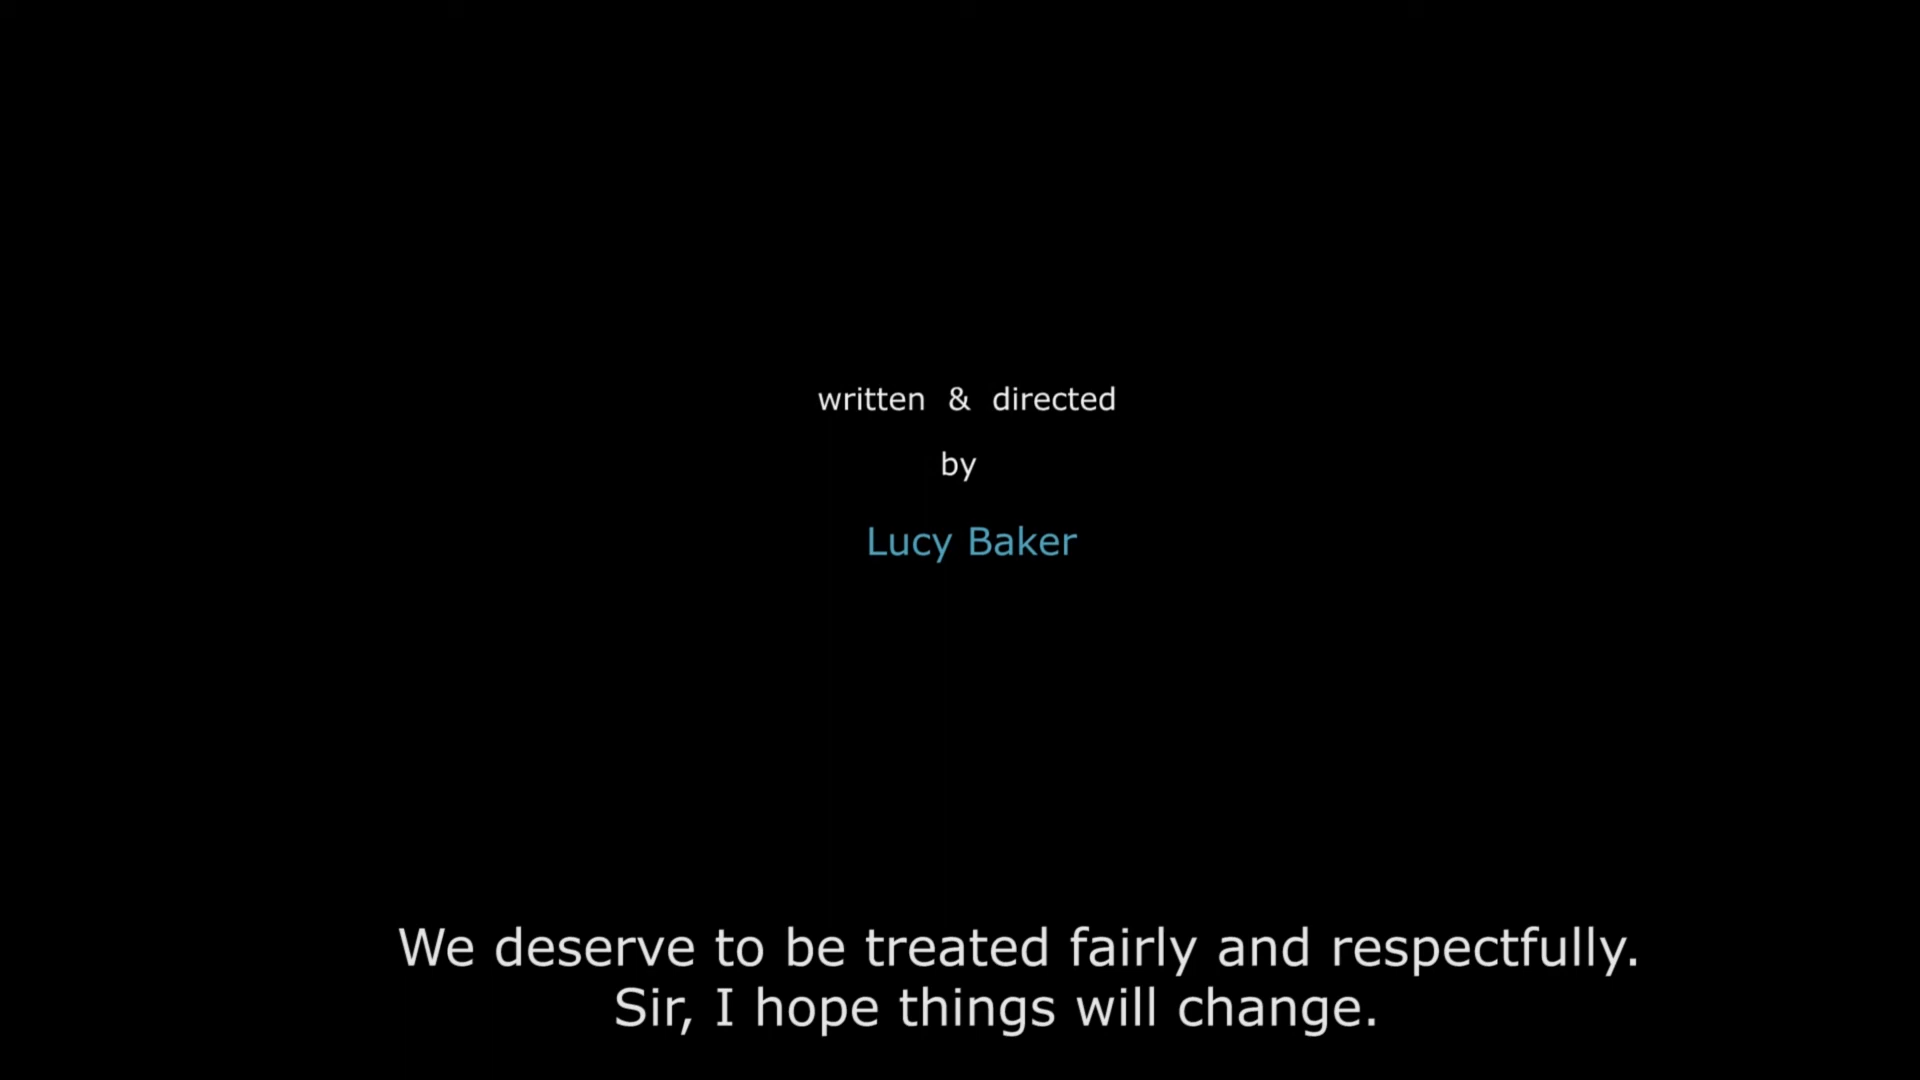 written & directed
by
Lucy Baker
We deserve to be treated fairly and respectfully.
Sir, I hope things will change.